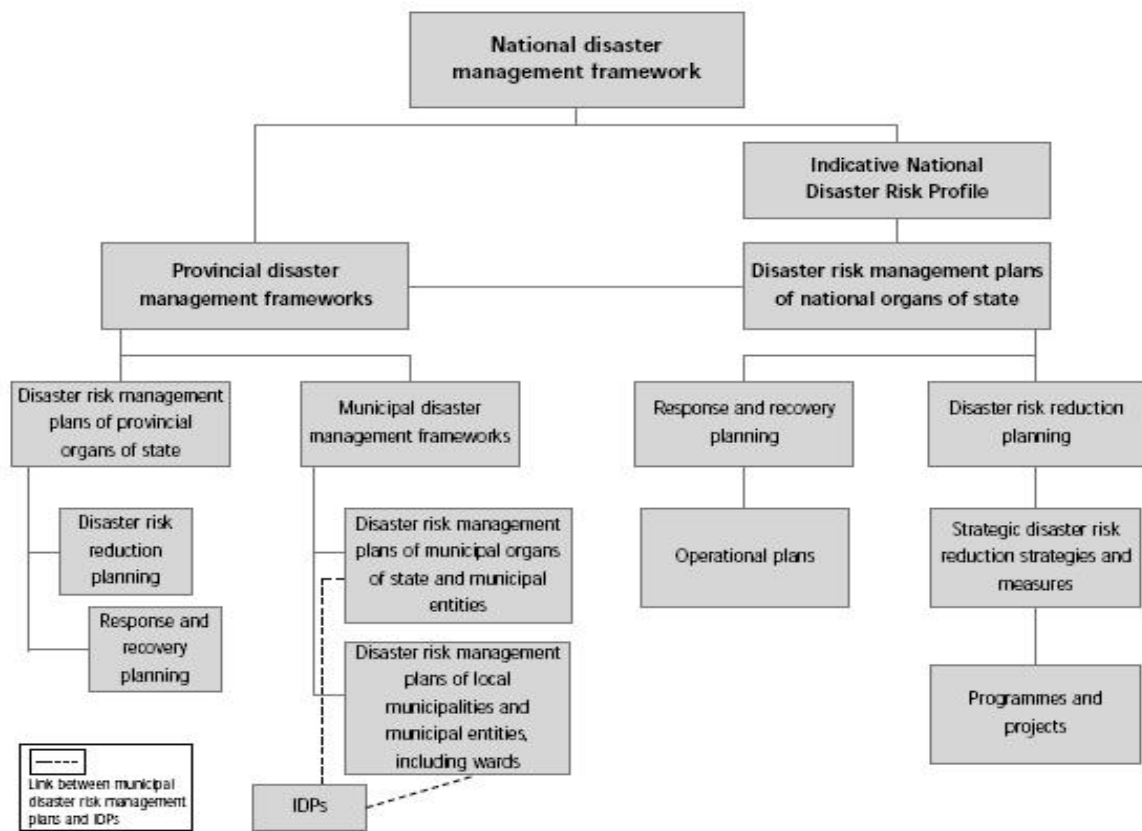 National disaster
management framework
Indicative National
Disaster Risk Profile
Provincial disaster
management frameworks
Disaster risk management plans
of national organs of state
Disaster risk management
plans of provincial
organs of state
Municipal disaster
management frameworks
Response and recovery
planning
Disaster risk reduction
planning
Disaster risk
reduction
planning
Response and
recovery
planning
Disaster risk management
plans of municipal organs
of state and municipal
entities
Disaster risk management
plans of local
municipalities and
municipal entities,
including wards
Operational plans
Strategic disaster risk
reduction strategies and
measures
Programmes and
projects
IDPs
Link between municipal
disaster risk management
plans and IDPs